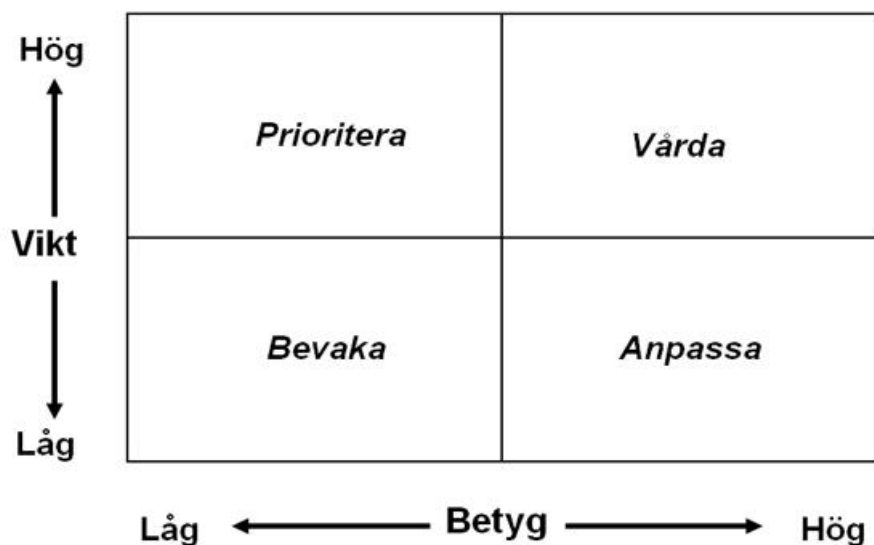 Hög
Prioritera
Vårda
Vikt
Bevaka
Anpassa
Låg
Låg
Betyg
Hög